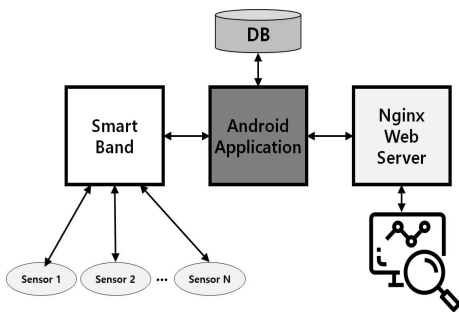 DB
Smart
Band
Android
Application
Nginx
Web
Server
Sensor 1
Sensor 2
...
Sensor N